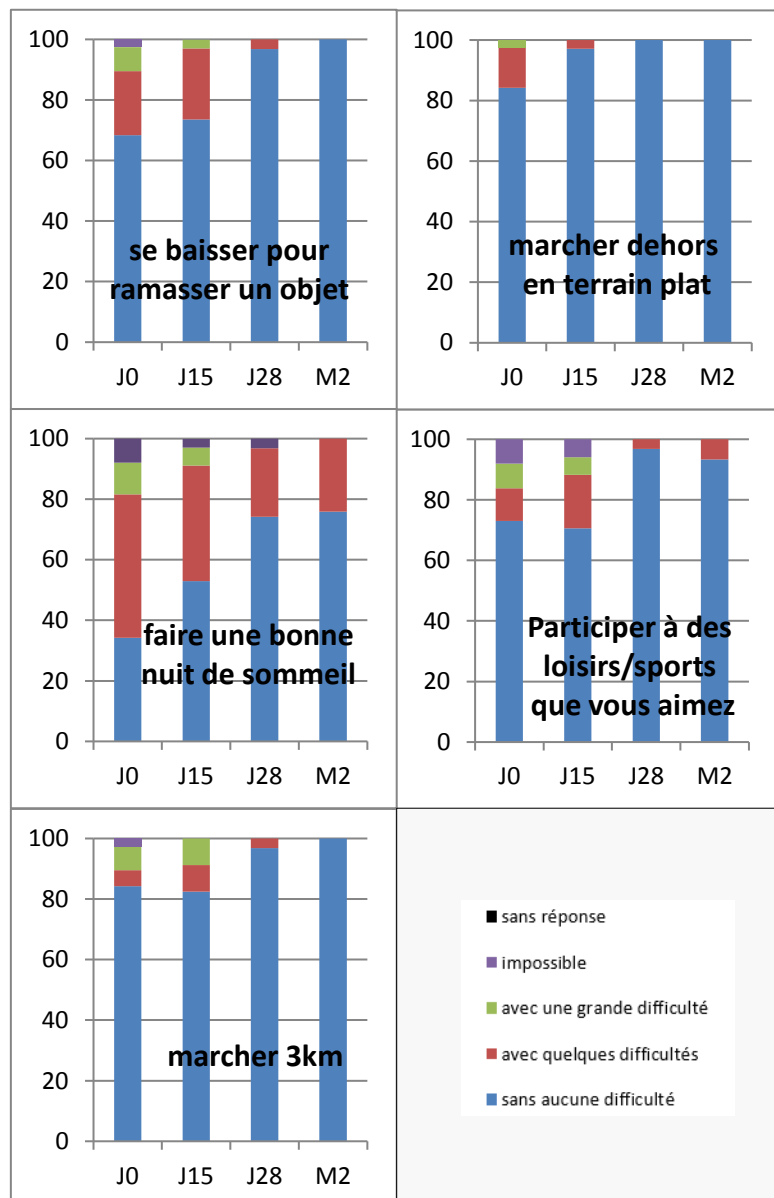 100
80
60
40
20
0
se baisser pour
ramasser un objet
J0 J15 J28 M2
100
80
60
40
20
0
marcher dehors
en terrain plat
J0 J15 J28 M2
100
80
60
40
20
0
faire une bonne
nuit de sommeil
J0 J15 J28 M2
100
80
60
40
20
0
Participer à des
loisirs/sports
que vous aimez
J0 J15 J28 M2
100
80
60
40
20
0
marcher 3km
J0 J15 J28 M2
sans réponse
impossible
avec une grande difficulté
avec quelques difficultés
sans aucune difficulté